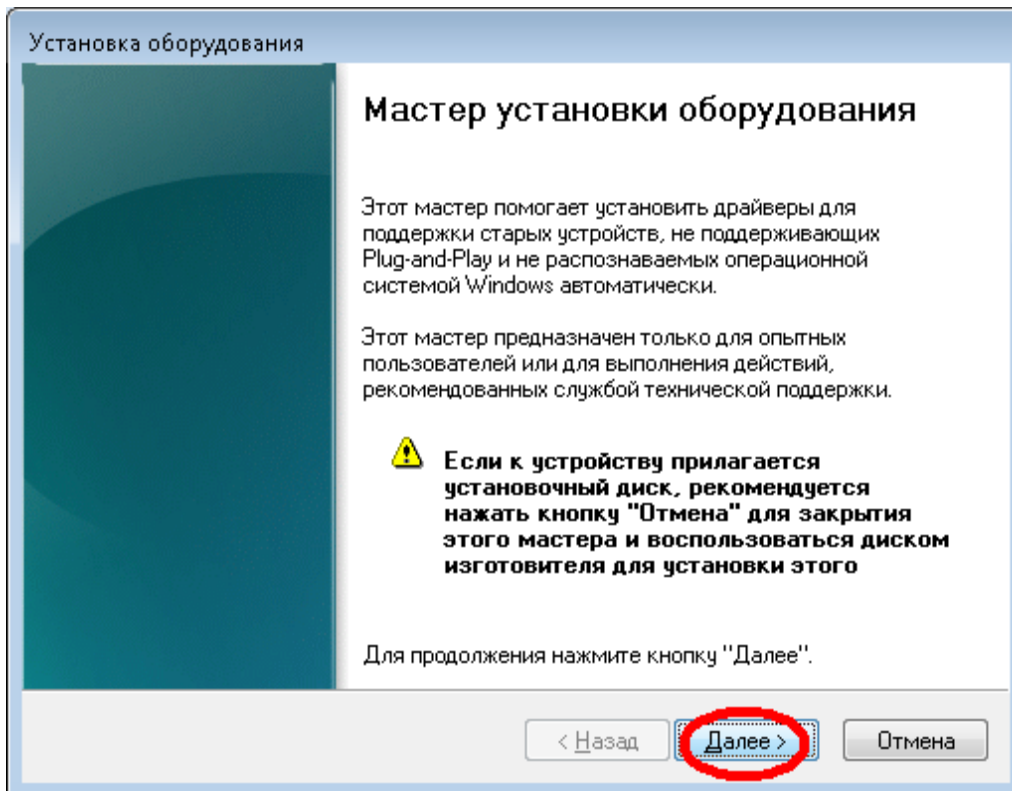 Установка оборудования
Мастер установки оборудования
Этот мастер помогает установить драйверы для
поддержки старых устройств, не поддерживающих
Plug-and-Play и не распознаваемых операционной
системой Windows автоматически.
Этот мастер предназначен только для опытных
пользователей или для выполнения действий,
рекомендованных службой технической поддержки.
Если к устройству прилагается
установочный диск, рекомендуется
нажать кнопку "Отмена" для закрытия
этого мастера и воспользоваться диском
изготовителя для установки этого
Для продолжения нажмите кнопку "Далее".
< Назад
Далее >
Отмена